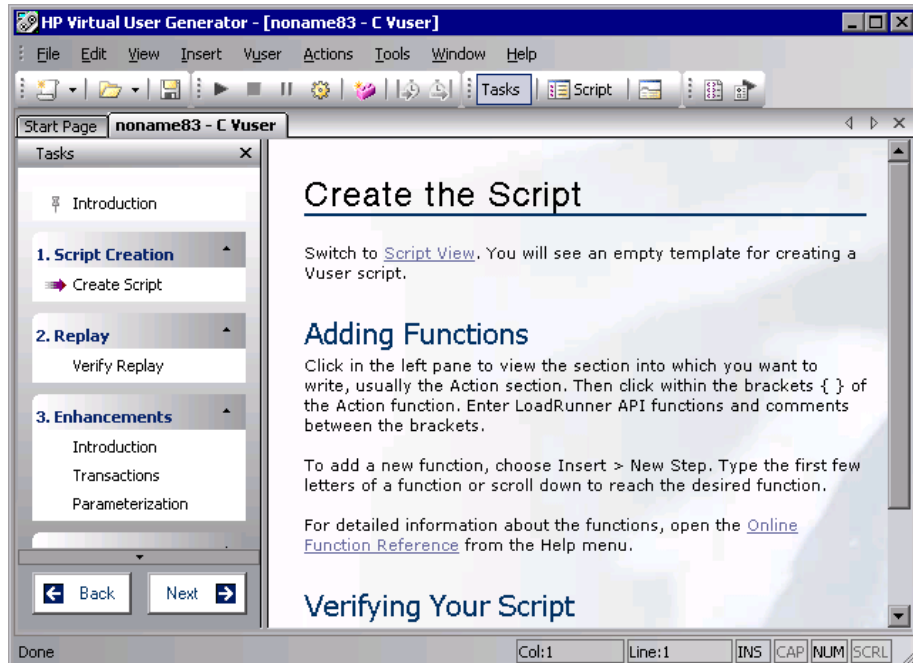 HP Virtual User Generator - [noname83 - C Vuser]
File Edit View Insert Vuser Actions Tools Window Help
Tasks Script
Start Page noname83 - C Vuser
Tasks
Introduction
1. Script Creation
Create Script
2. Replay
Verify Replay
3. Enhancements
Introduction
Transactions
Parameterization
Back Next
Create the Script
Switch to Script View. You will see an empty template for creating a
Vuser script.
Adding Functions
Click in the left pane to view the section into which you want to
write, usually the Action section. Then click within the brackets { } of
the Action function. Enter LoadRunner API functions and comments
between the brackets.
To add a new function, choose Insert > New Step. Type the first few
letters of a function or scroll down to reach the desired function.
For detailed information about the functions, open the Online
Function Reference from the Help menu.
Verifying Your Script
Done Col:1 Line:1 INS CAP NUM SCRL